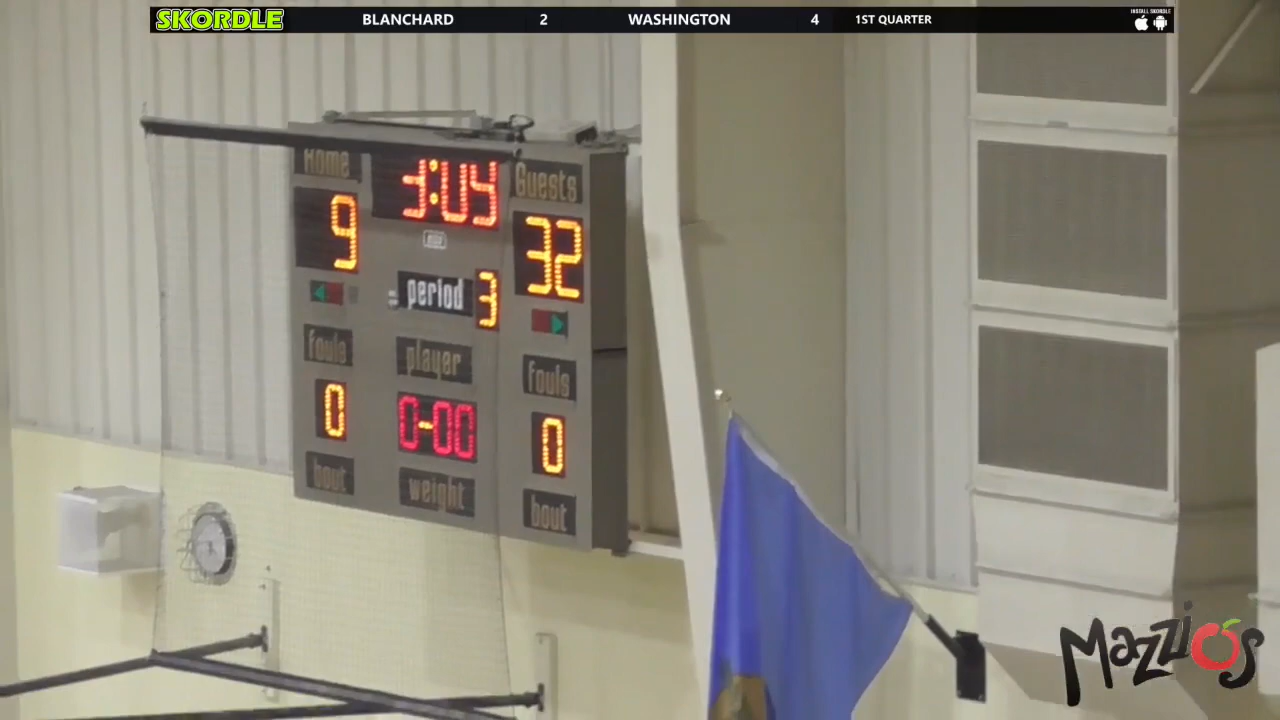 SKORDLE BLANCHARD 2 WASHINGTON 4 1ST QUARTER INSTALL SKORDLE
Home 3:09 Guests
9 32
period 3
fouls player fouls
0 0-00 0
bout weight bout
Mazzio's